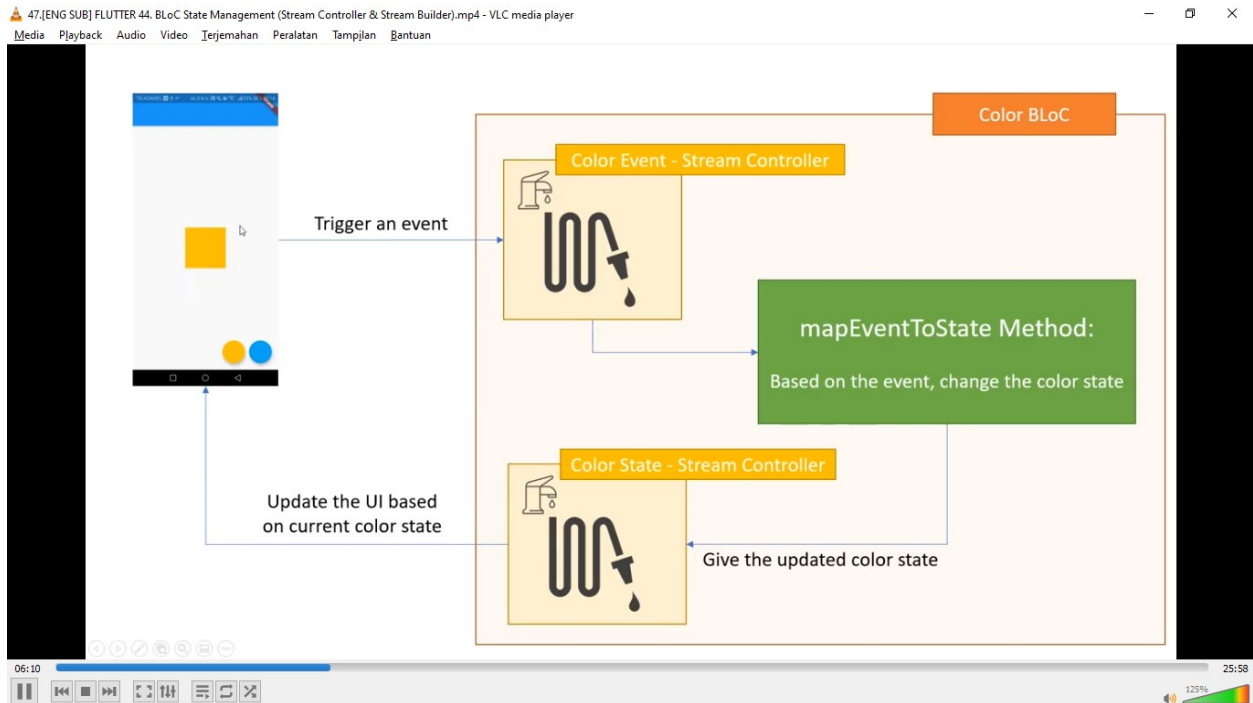 47.[ENG SUB] FLUTTER 44. BLoC State Management (Stream Controller & Stream Builder).mp4 - VLC media player
Media Playback Audio Video Terjemahan Peralatan Tampilan Bantuan
Color BLoC
Color Event - Stream Controller
Trigger an event
mapEventToState Method:
Based on the event, change the color state
Color State - Stream Controller
Update the UI based
on current color state
Give the updated color state
06:10
25:58
125%